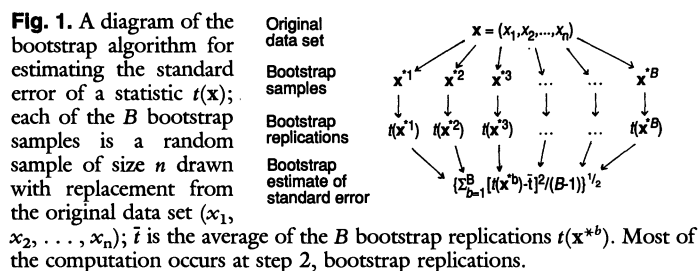 Fig. 1. A diagram of the
bootstrap algorithm for
estimating the standard
error of a statistic t(x);
each of the B bootstrap
samples is a random
sample of size n drawn
with replacement from
the original data set (x₁,
x₂, . . . , xₙ); t̄ is the average of the B bootstrap replications t(x*ᵇ). Most of
the computation occurs at step 2, bootstrap replications.
Original
data set
x = (x₁,x₂,...,xₙ)
Bootstrap
samples
x*¹ x*² x*³ ... ... x*ᴮ
Bootstrap
replications
t(x*¹) t(x*²) t(x*³) ... ... t(x*ᴮ)
Bootstrap
estimate of
standard error
{Σᴮb=1 [t(x*ᵇ)-t̄]²/(B-1)}¹/²